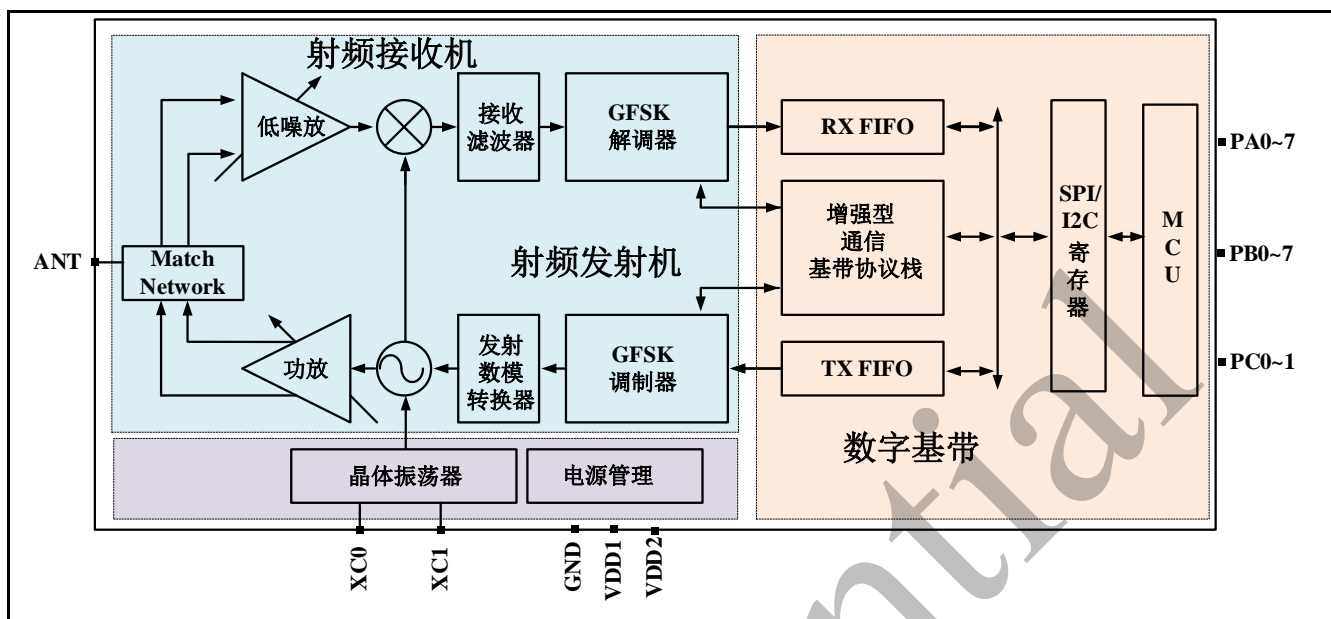 射频接收机
低噪放
接收
滤波器
GFSK
解调器
RX FIFO
PA0~7
SPI/
I2C
寄
存
器
M
C
U
增强型
通信
基带协议栈
ANT
Match
Network
射频发射机
PB0~7
功放
发射
数模
转换器
GFSK
调制器
TX FIFO
PC0~1
数字基带
晶体振荡器
电源管理
XC0
XC1
GND
VDD1
VDD2
ntial